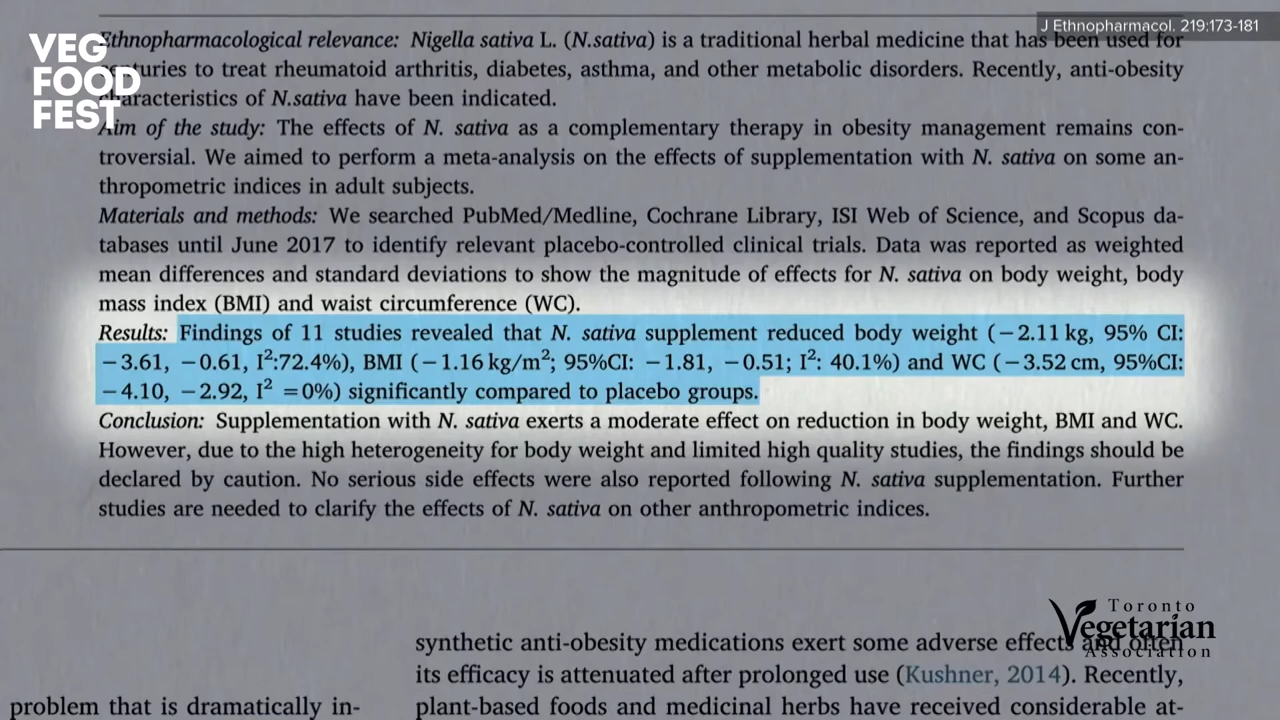 J Ethnopharmacol. 219:173-181
VEG
FOOD
FEST
Ethnopharmacological relevance: Nigella sativa L. (N.sativa) is a traditional herbal medicine that has been used for
centuries to treat rheumatoid arthritis, diabetes, asthma, and other metabolic disorders. Recently, anti-obesity
characteristics of N.sativa have been indicated.
Aim of the study: The effects of N. sativa as a complementary therapy in obesity management remains con-
troversial. We aimed to perform a meta-analysis on the effects of supplementation with N. sativa on some an-
thropometric indices in adult subjects.
Materials and methods: We searched PubMed/Medline, Cochrane Library, ISI Web of Science, and Scopus da-
tabases until June 2017 to identify relevant placebo-controlled clinical trials. Data was reported as weighted
mean differences and standard deviations to show the magnitude of effects for N. sativa on body weight, body
mass index (BMI) and waist circumference (WC).
Results: Findings of 11 studies revealed that N. sativa supplement reduced body weight (−2.11 kg, 95% CI:
−3.61, −0.61, I²:72.4%), BMI (−1.16 kg/m²; 95%CI: −1.81, −0.51; I²: 40.1%) and WC (−3.52 cm, 95%CI:
−4.10, −2.92, I² =0%) significantly compared to placebo groups.
Conclusion: Supplementation with N. sativa exerts a moderate effect on reduction in body weight, BMI and WC.
However, due to the high heterogeneity for body weight and limited high quality studies, the findings should be
declared by caution. No serious side effects were also reported following N. sativa supplementation. Further
studies are needed to clarify the effects of N. sativa on other anthropometric indices.
Toronto
Vegetarian
Association
synthetic anti-obesity medications exert some adverse effects and often
its efficacy is attenuated after prolonged use (Kushner, 2014). Recently,
problem that is dramatically in-
plant-based foods and medicinal herbs have received considerable at-